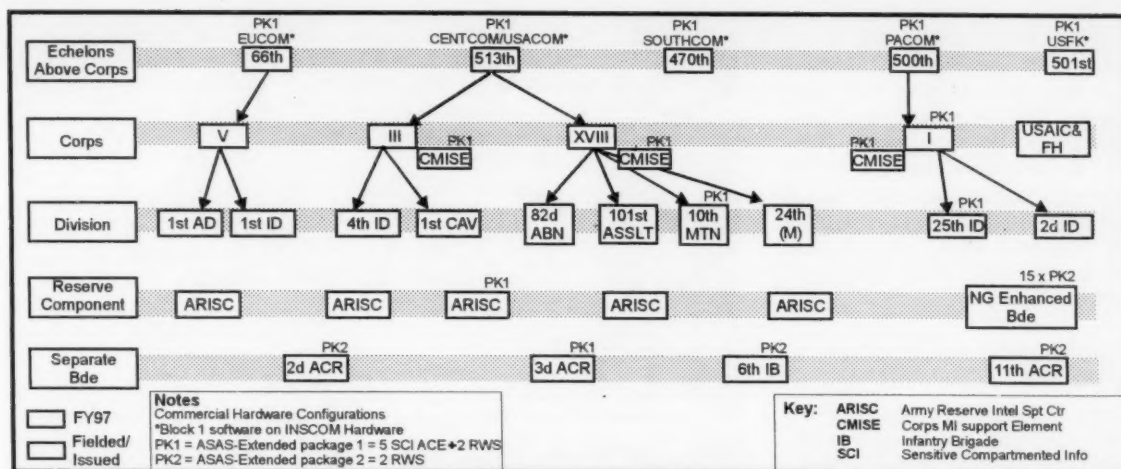 PK1 PK1 PK1 PK1 PK1
EUCOM* CENTCOM/USACOM* SOUTHCOM* PACOM* USFK*
Echelons
Above Corps
66th 513th 470th 500th 501st
Corps
V III XVIII I PK1
PK1 CMISE PK1 CMISE PK1 CMISE
USAIC&
FH
Division
1st AD 1st ID 4th ID 1st CAV
82d
ABN
101st
ASSLT
PK1
10th
MTN
24th
(M)
PK1
25th ID 2d ID
Reserve
Component
ARISC ARISC PK1 ARISC ARISC ARISC
15 x PK2
NG Enhanced
Bde
Separate
Bde
PK2 PK1 PK2 PK2
2d ACR 3d ACR 6th IB 11th ACR
FY97
Fielded/
Issued
Notes
Commercial Hardware Configurations
*Block 1 software on INSCOM Hardware
PK1 = ASAS-Extended package 1 = 5 SCI ACE+2 RWS
PK2 = ASAS-Extended package 2 = 2 RWS
Key: ARISC Army Reserve Intel Spt Ctr
CMISE Corps MI support Element
IB Infantry Brigade
SCI Sensitive Compartmented Info